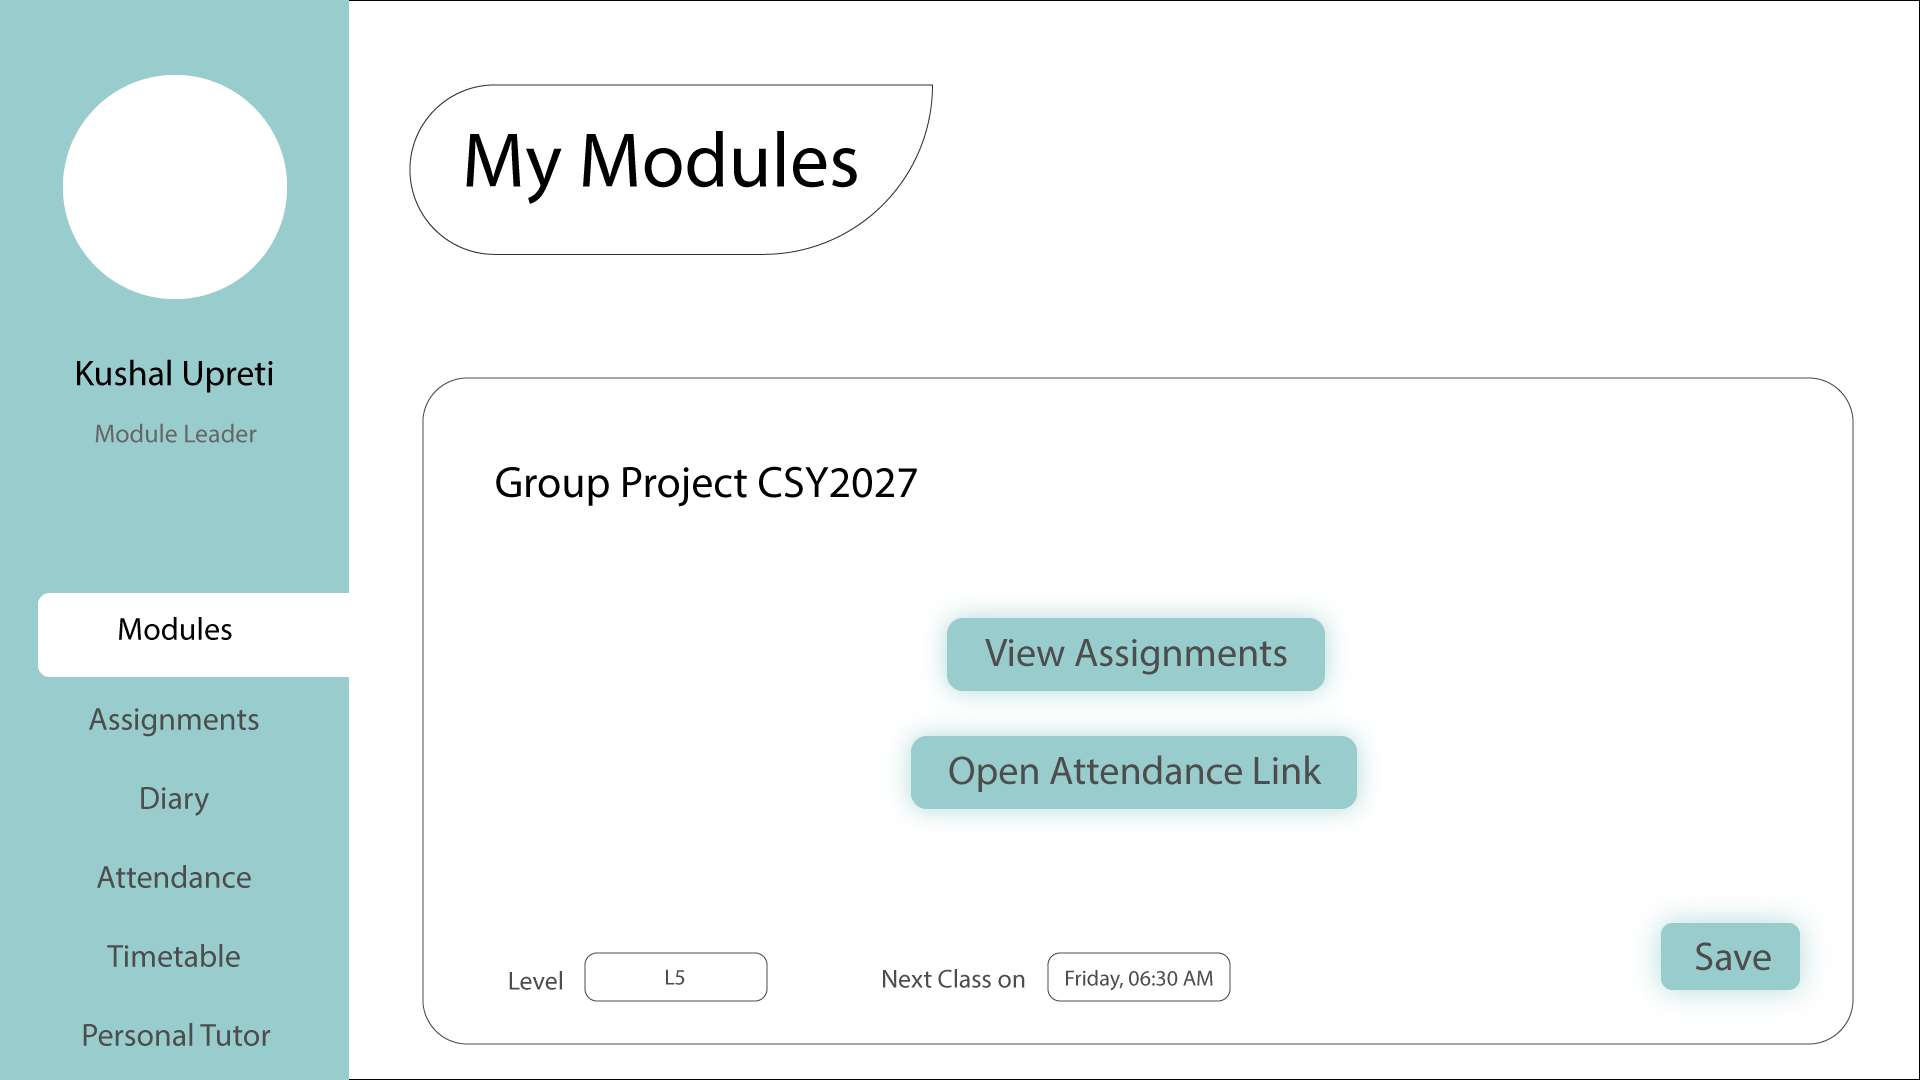 Kushal Upreti
Module Leader
Modules
Assignments
Diary
Attendance
Timetable
Personal Tutor
My Modules
Group Project CSY2027
View Assignments
Open Attendance Link
Level L5 Next Class on Friday, 06:30 AM
Save